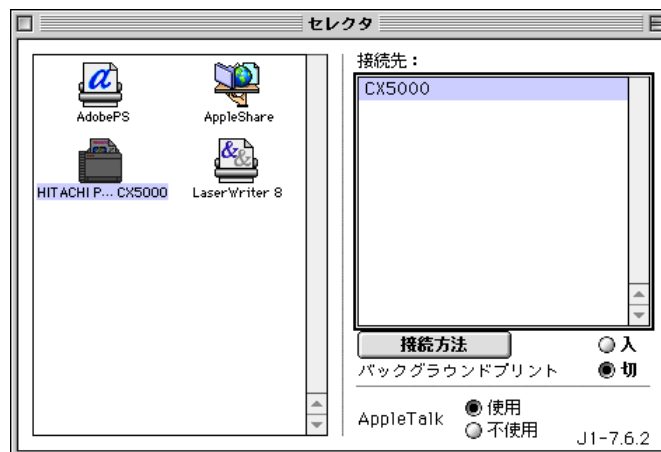 セレクタ
AdobePS
AppleShare
HITACHI P... CX5000
LaserWriter 8
接続先：
CX5000
接続方法
入
バックグラウンドプリント
切
AppleTalk
使用
不使用
J1-7.6.2